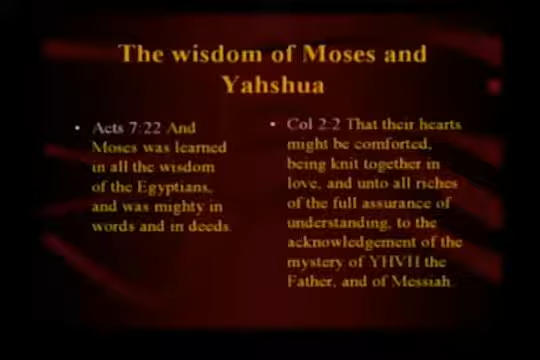 The wisdom of Moses and
Yahshua
• Acts 7:22 And
Moses was learned
in all the wisdom
of the Egyptians,
and was mighty in
words and in deeds.
• Col 2:2 That their hearts
might be comforted,
being knit together in
love, and unto all riches
of the full assurance of
understanding, to the
acknowledgement of the
mystery of YHVH the
Father, and of Messiah